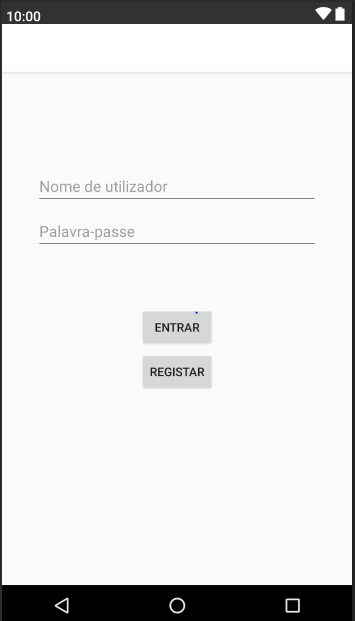 10:00
Nome de utilizador
Palavra-passe
ENTRAR
REGISTAR